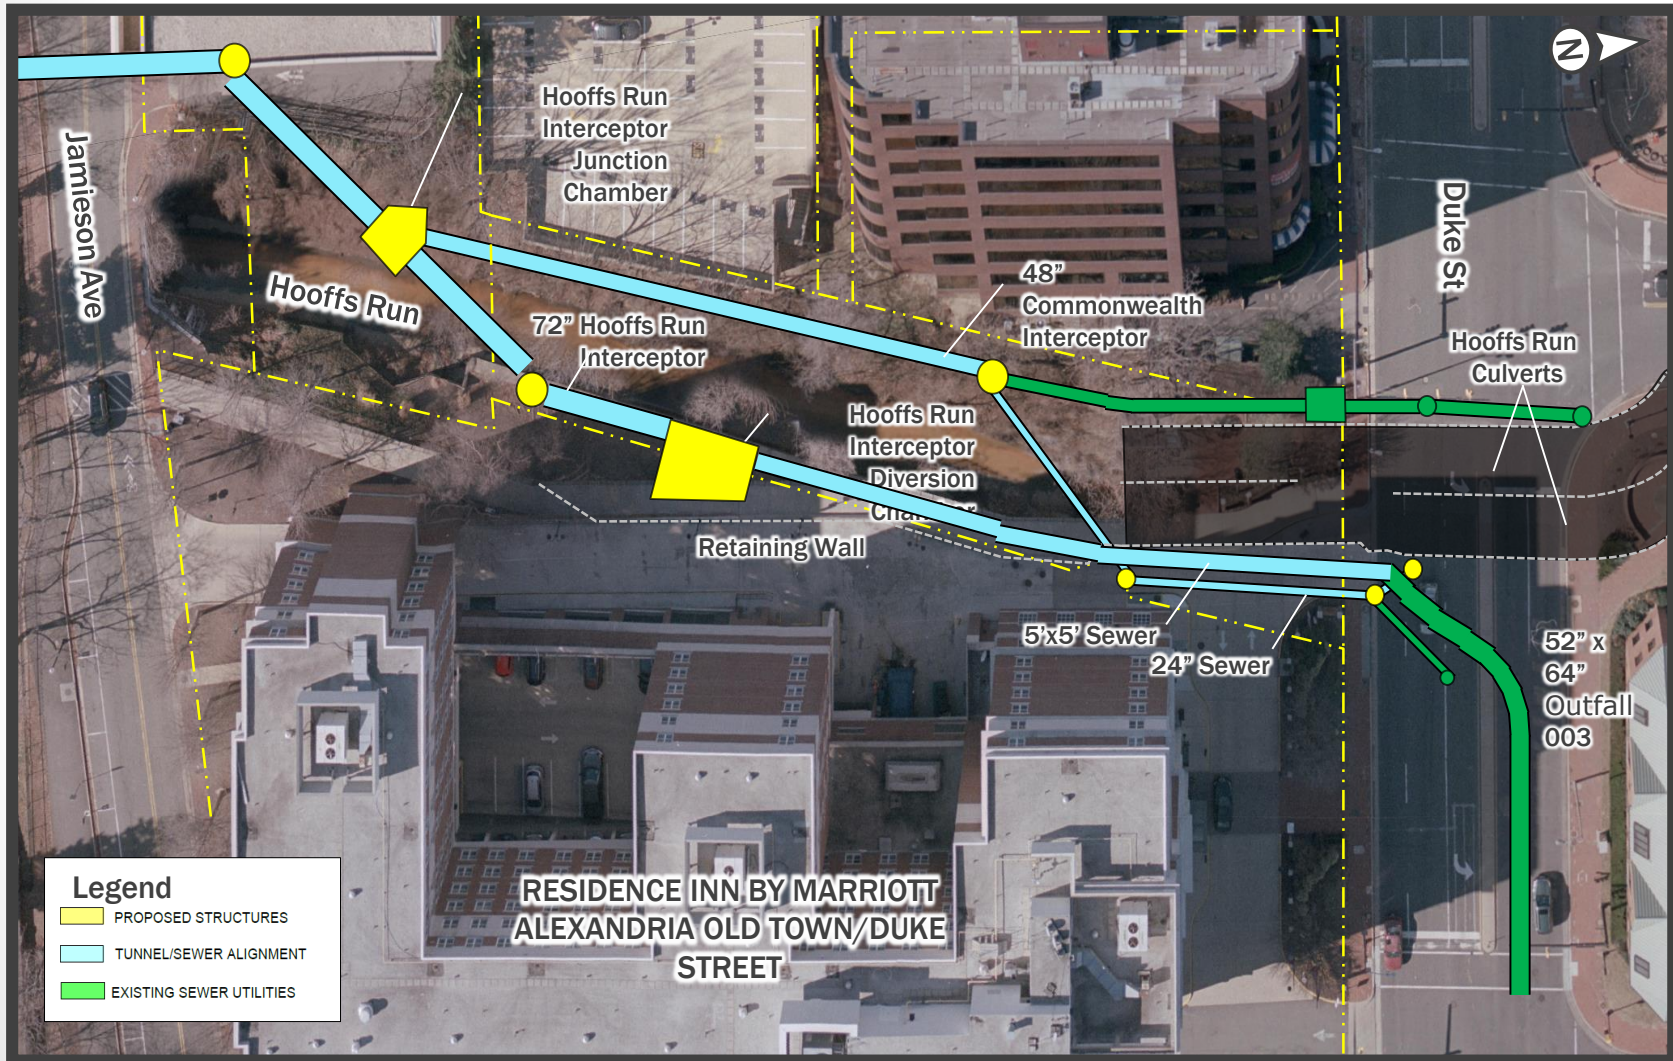 N
Hooffs Run
Interceptor
Junction
Chamber
Jamieson Ave
Duke St
Hooffs Run
48”
Commonwealth
Interceptor
72” Hooffs Run
Interceptor
Hooffs Run
Culverts
Hooffs Run
Interceptor
Diversion
Chamber
Retaining Wall
5’x5’ Sewer
24” Sewer
52” x
64”
Outfall
003
RESIDENCE INN BY MARRIOTT
ALEXANDRIA OLD TOWN/DUKE
STREET
Legend
PROPOSED STRUCTURES
TUNNEL/SEWER ALIGNMENT
EXISTING SEWER UTILITIES